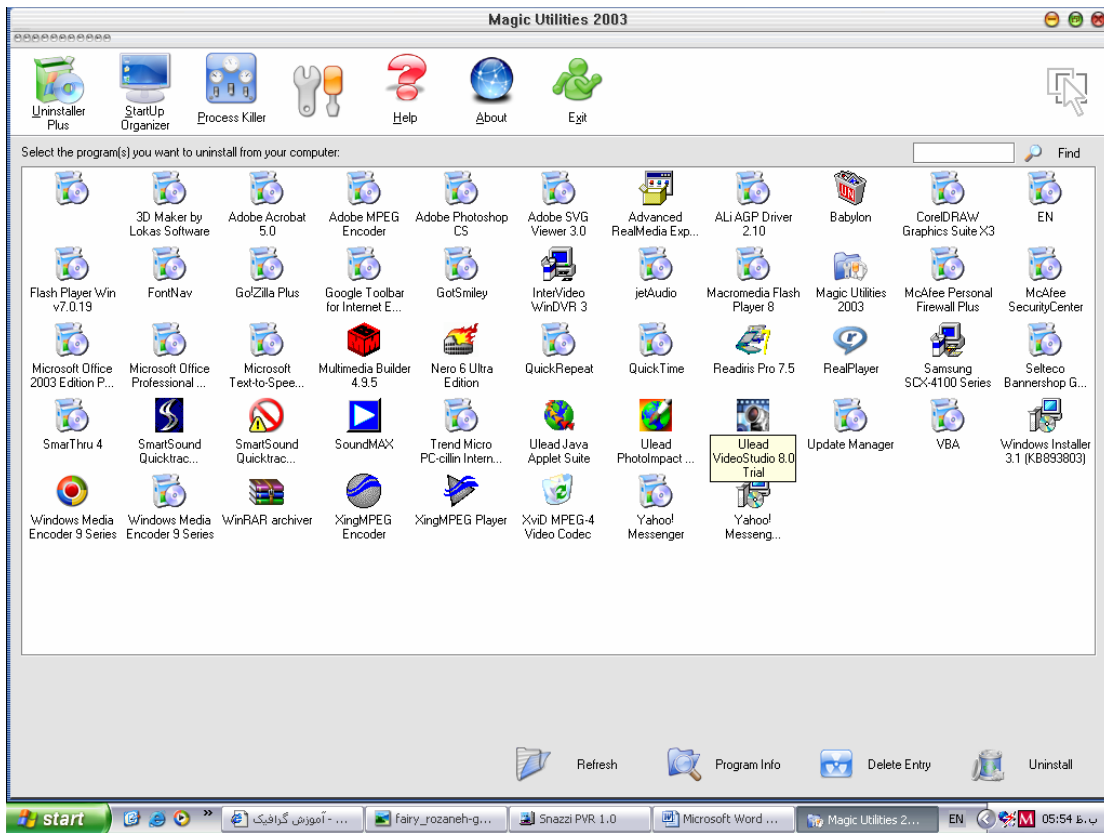 Magic Utilities 2003
Uninstaller
Plus
StartUp
Organizer
Process Killer
Help
About
Exit
Select the program(s) you want to uninstall from your computer:
Find
3D Maker by
Lokas Software
Adobe Acrobat
5.0
Adobe MPEG
Encoder
Adobe Photoshop
CS
Adobe SVG
Viewer 3.0
Advanced
RealMedia Exp...
ALi AGP Driver
2.10
Babylon
CorelDRAW
Graphics Suite X3
EN
Flash Player Win
v7.0.19
FontNav
Go!Zilla Plus
Google Toolbar
for Internet E...
GotSmiley
InterVideo
WinDVR 3
jetAudio
Macromedia Flash
Player 8
Magic Utilities
2003
McAfee Personal
Firewall Plus
McAfee
SecurityCenter
Microsoft Office
2003 Edition P...
Microsoft Office
Professional ...
Microsoft
Text-to-Spee...
Multimedia Builder
4.9.5
Nero 6 Ultra
Edition
QuickRepeat
QuickTime
Readiris Pro 7.5
RealPlayer
Samsung
SCX-4100 Series
Selteco
Bannershop G...
SmarThru 4
SmartSound
Quicktrac...
SmartSound
Quicktrac...
SoundMAX
Trend Micro
PC-cillin Intern...
Ulead Java
Applet Suite
Ulead
PhotoImpact ...
Ulead
VideoStudio 8.0
Trial
Update Manager
VBA
Windows Installer
3.1 (KB893803)
Windows Media
Encoder 9 Series
Windows Media
Encoder 9 Series
WinRAR archiver
XingMPEG
Encoder
XingMPEG Player
XviD MPEG-4
Video Codec
Yahoo!
Messenger
Yahoo!
Messeng...
Refresh
Program Info
Delete Entry
Uninstall
start
آموزش گرافیک - ...
fairy_rozaneh-g...
Snazzi PVR 1.0
Microsoft Word ...
Magic Utilities 2...
EN
05:54 ب.ظ